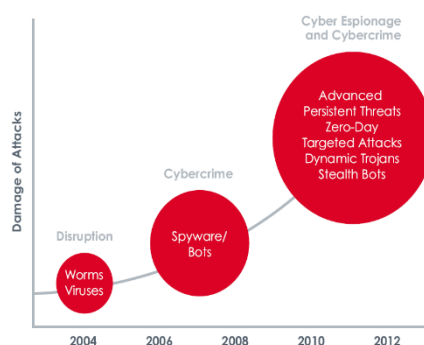 Cyber Espionage
and Cybercrime
Advanced
Persistent Threats
Zero-Day
Targeted Attacks
Dynamic Trojans
Stealth Bots
Cybercrime
Spyware/
Bots
Disruption
Worms
Viruses
Damage of Attacks
2004 2006 2008 2010 2012